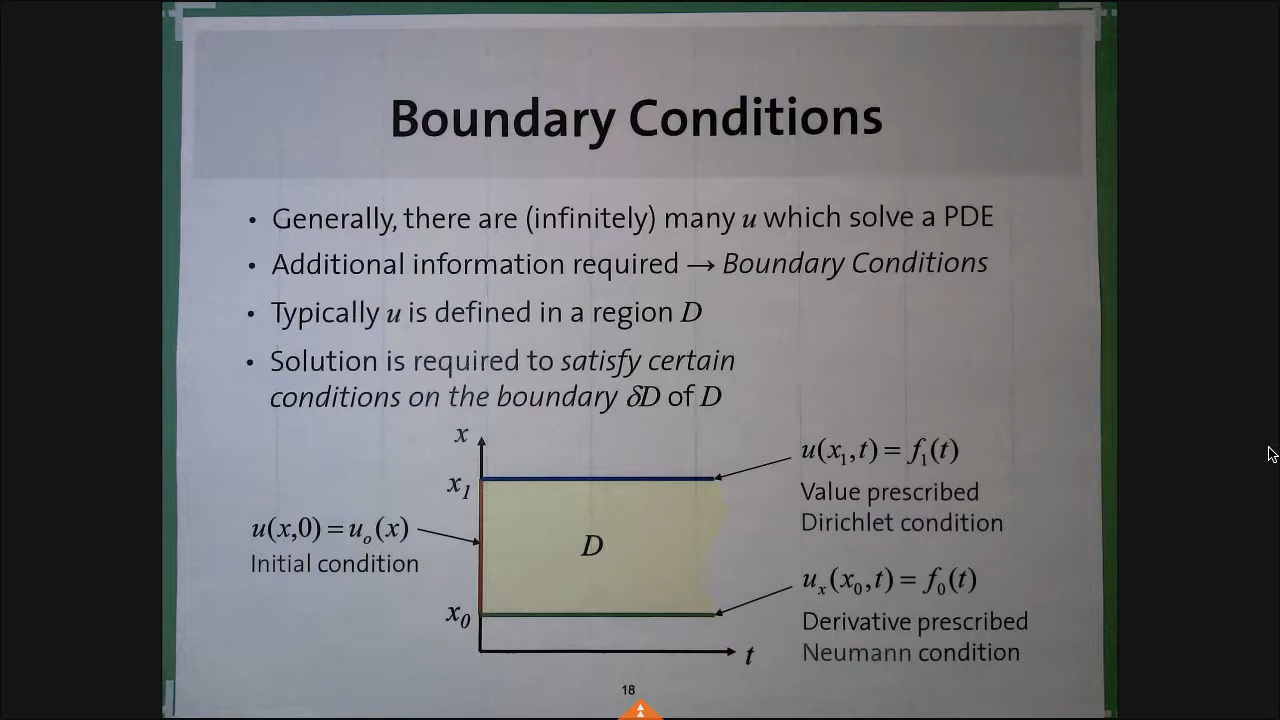 Boundary Conditions
• Generally, there are (infinitely) many u which solve a PDE
• Additional information required → Boundary Conditions
• Typically u is defined in a region D
• Solution is required to satisfy certain
conditions on the boundary δD of D
x
x₁
u(x₁,t) = f₁(t)
Value prescribed
Dirichlet condition
u(x,0) = uₒ(x)
Initial condition
D
uₓ(x₀,t) = f₀(t)
Derivative prescribed
Neumann condition
x₀
t
18